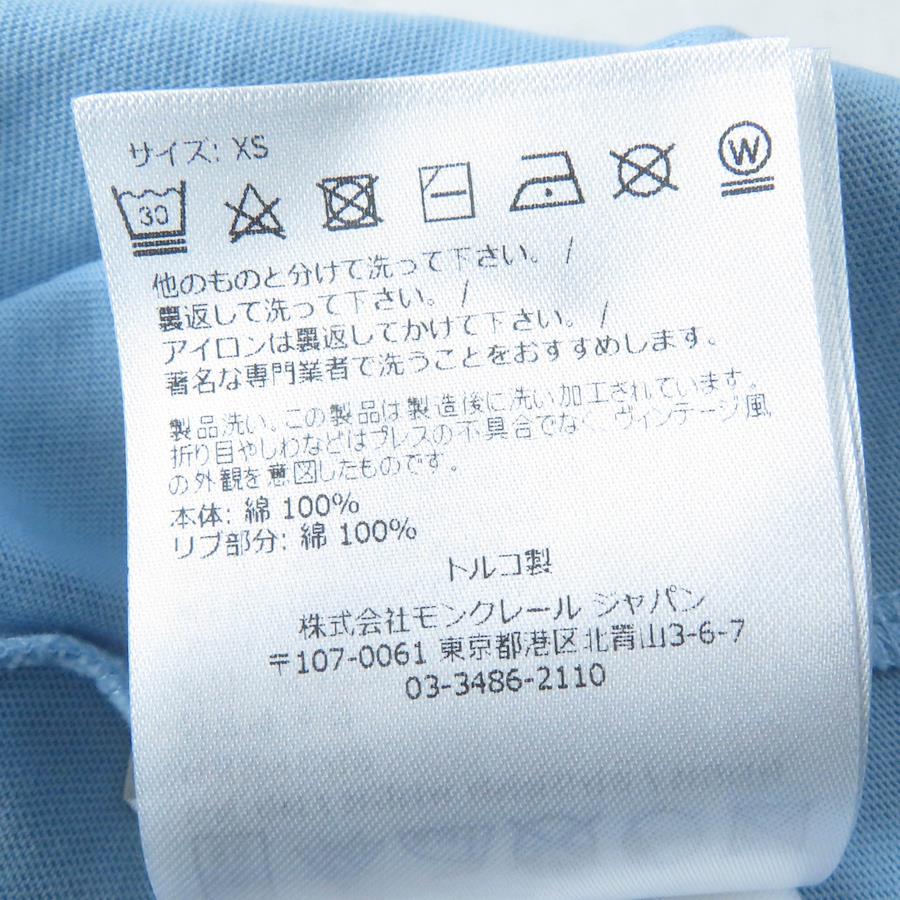 サイズ: XS
30
W
他のものと分けて洗って下さい。/
裏返して洗って下さい。/
アイロンは裏返してかけて下さい。/
著名な専門業者で洗うことをおすすめします。
製品洗い。この製品は製造後に洗い加工されています。
折り目やしわなどはプレスの不具合でなく、ヴィンテージ風
の外観を意図したものです。
本体: 綿 100%
リブ部分: 綿 100%
トルコ製
株式会社モンクレール ジャパン
〒107-0061 東京都港区北青山3-6-7
03-3486-2110